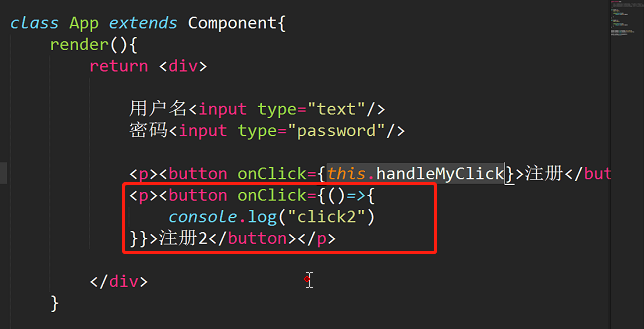 class App extends Component{
render(){
return <div>
用户名<input type="text"/>
密码<input type="password"/>
<p><button onClick={this.handleMyClick}>注册</but
<p><button onClick={()=>{
console.log("click2")
}}>注册2</button></p>
</div>
}